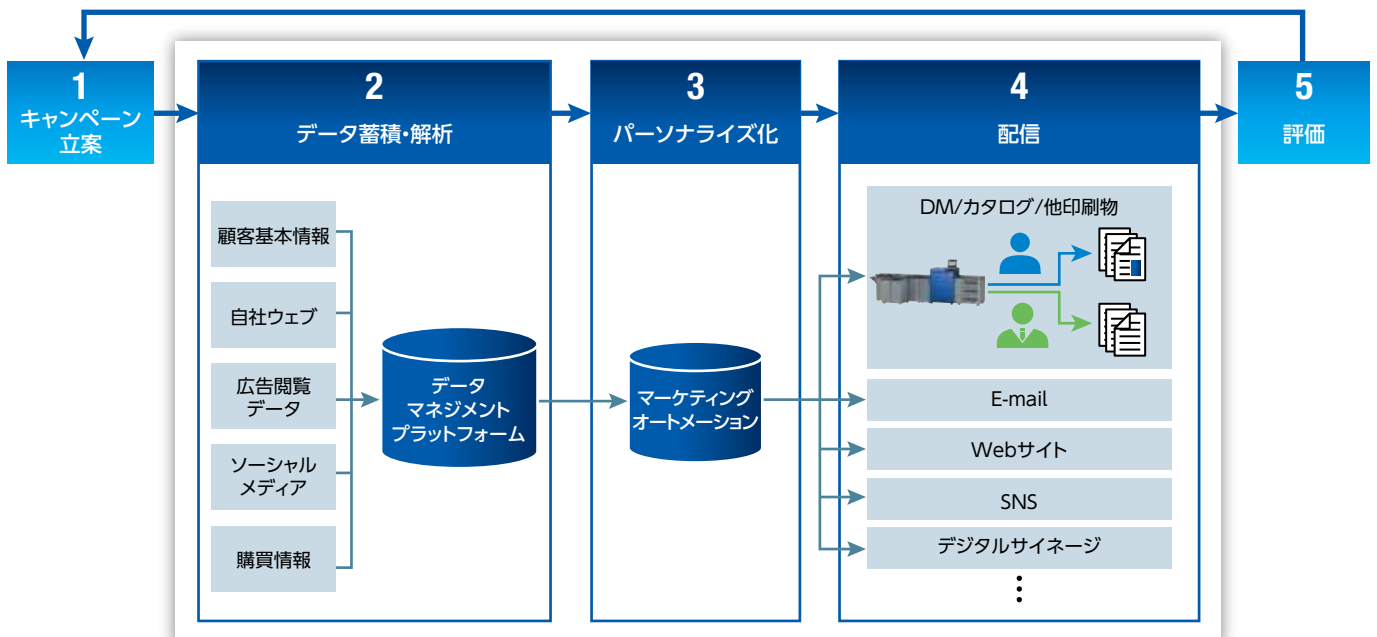 1
キャンペーン
立案
2
データ蓄積・解析
顧客基本情報
自社ウェブ
広告閲覧
データ
ソーシャル
メディア
購買情報
データ
マネジメント
プラットフォーム
3
パーソナライズ化
マーケティング
オートメーション
4
配信
DM/カタログ/他印刷物
E-mail
Webサイト
SNS
デジタルサイネージ
5
評価